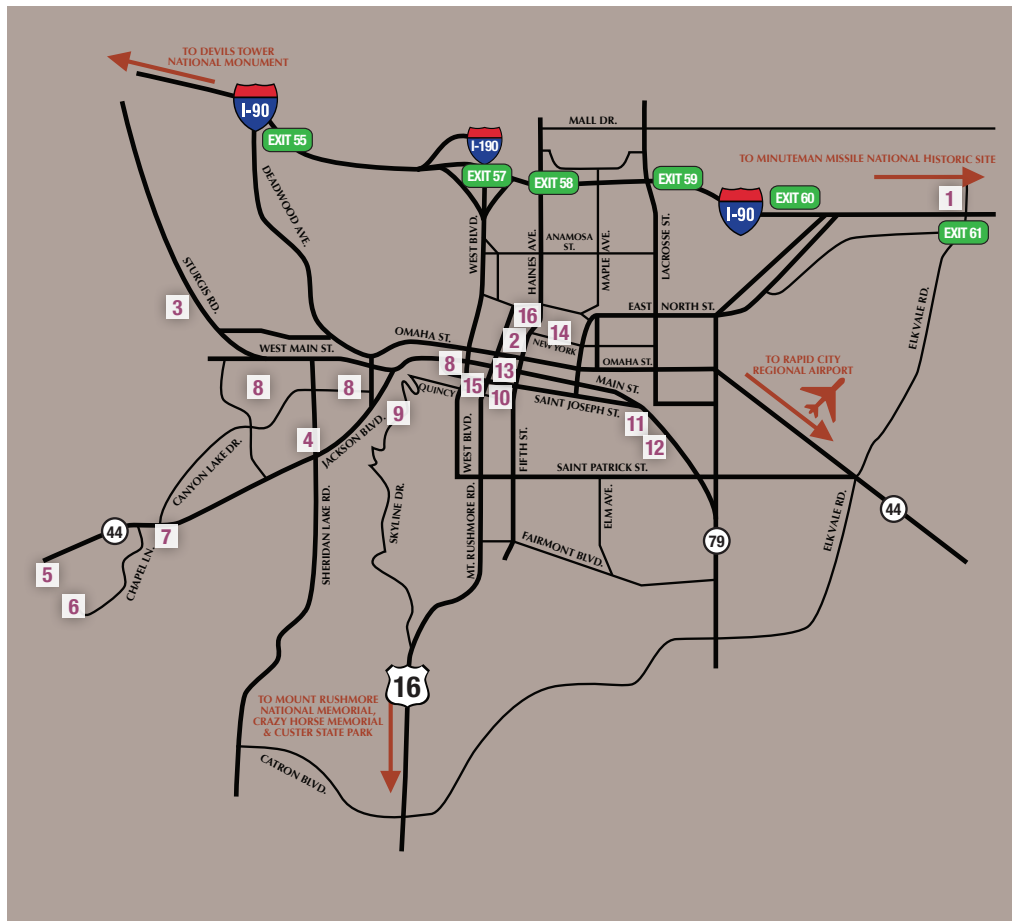 TO DEVILS TOWER
NATIONAL MONUMENT
I-90
EXIT 55
I-190
EXIT 57
EXIT 58
EXIT 59
I-90
EXIT 60
EXIT 61
MALL DR.
TO MINUTEMAN MISSILE NATIONAL HISTORIC SITE
1
DEADWOOD AVE.
WEST BLVD.
HAINES AVE.
ANAMOSA
ST.
MAPLE AVE.
LACROSSE ST.
ELK VALE RD.
STURGIS RD.
3
16
EAST NORTH ST.
14
2
NEW YORK
OMAHA ST.
WEST MAIN ST.
OMAHA ST.
TO RAPID CITY
REGIONAL AIRPORT
8
8
8
13
15
10
QUINCY
MAIN ST.
SAINT JOSEPH ST.
9
11
12
4
JACKSON BLVD.
CANYON LAKE DR.
WEST BLVD.
FIFTH ST.
SAINT PATRICK ST.
44
7
5
6
CHAPEL LN.
SHERIDAN LAKE RD.
SKYLINE DR.
MT. RUSHMORE RD.
ELM AVE.
FAIRMONT BLVD.
79
ELK VALE RD.
44
16
TO MOUNT RUSHMORE
NATIONAL MEMORIAL,
CRAZY HORSE MEMORIAL
& CUSTER STATE PARK
CATRON BLVD.